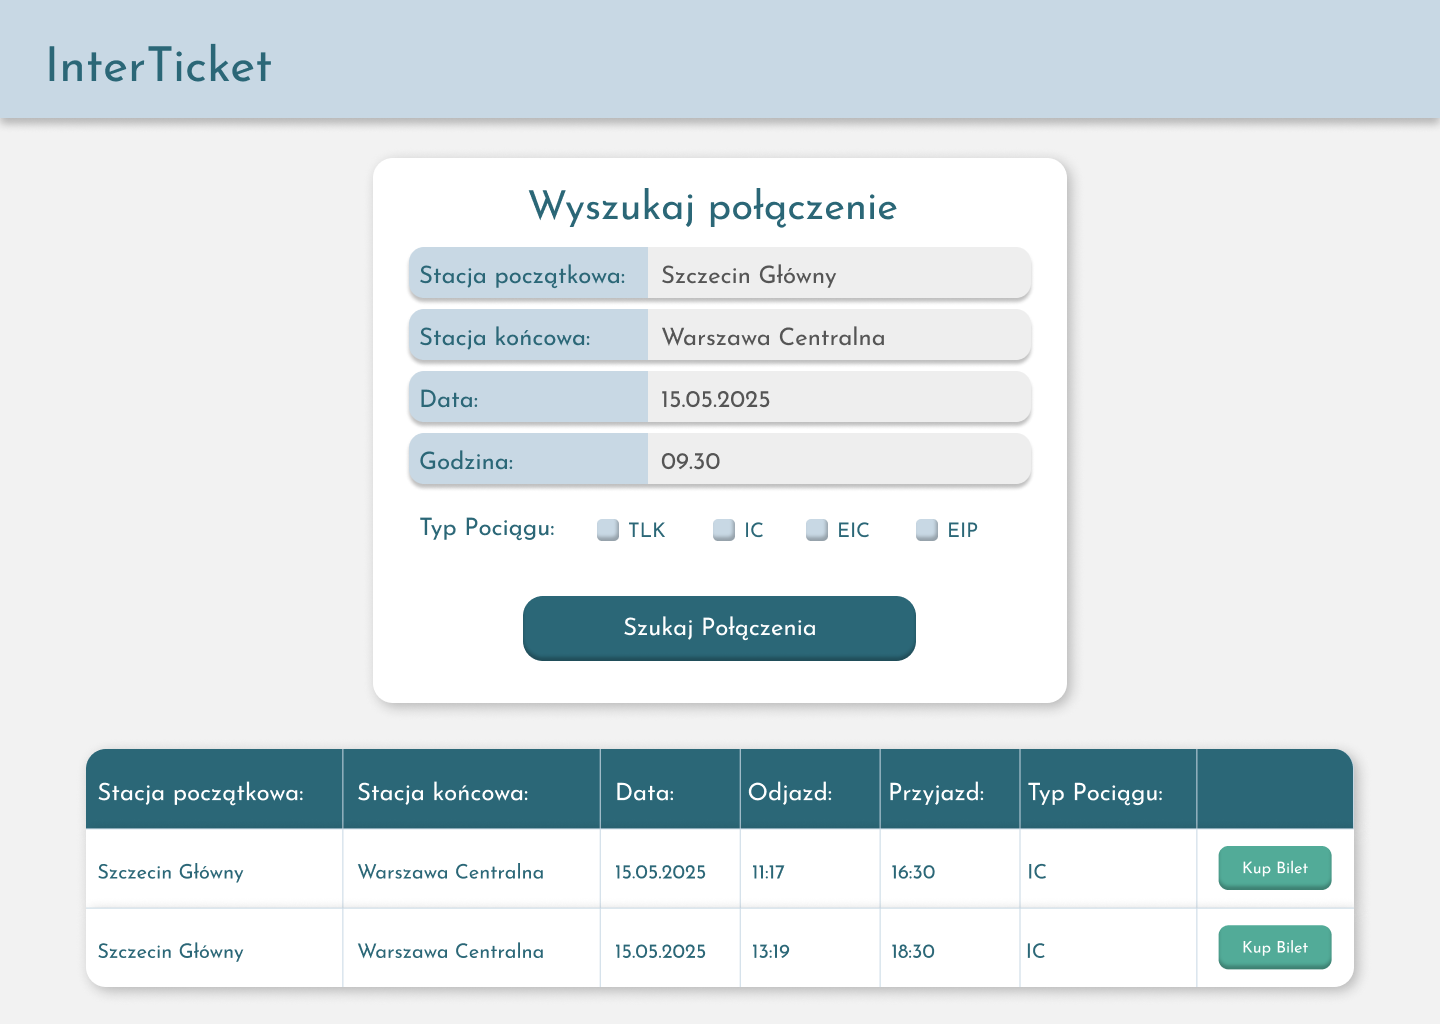 InterTicket
Wyszukaj połączenie
Stacja początkowa: Szczecin Główny
Stacja końcowa: Warszawa Centralna
Data: 15.05.2025
Godzina: 09.30
Typ Pociągu: TLK IC EIC EIP
Szukaj Połączenia
Stacja początkowa: Stacja końcowa: Data: Odjazd: Przyjazd: Typ Pociągu:
Szczecin Główny Warszawa Centralna 15.05.2025 11:17 16:30 IC Kup Bilet
Szczecin Główny Warszawa Centralna 15.05.2025 13:19 18:30 IC Kup Bilet